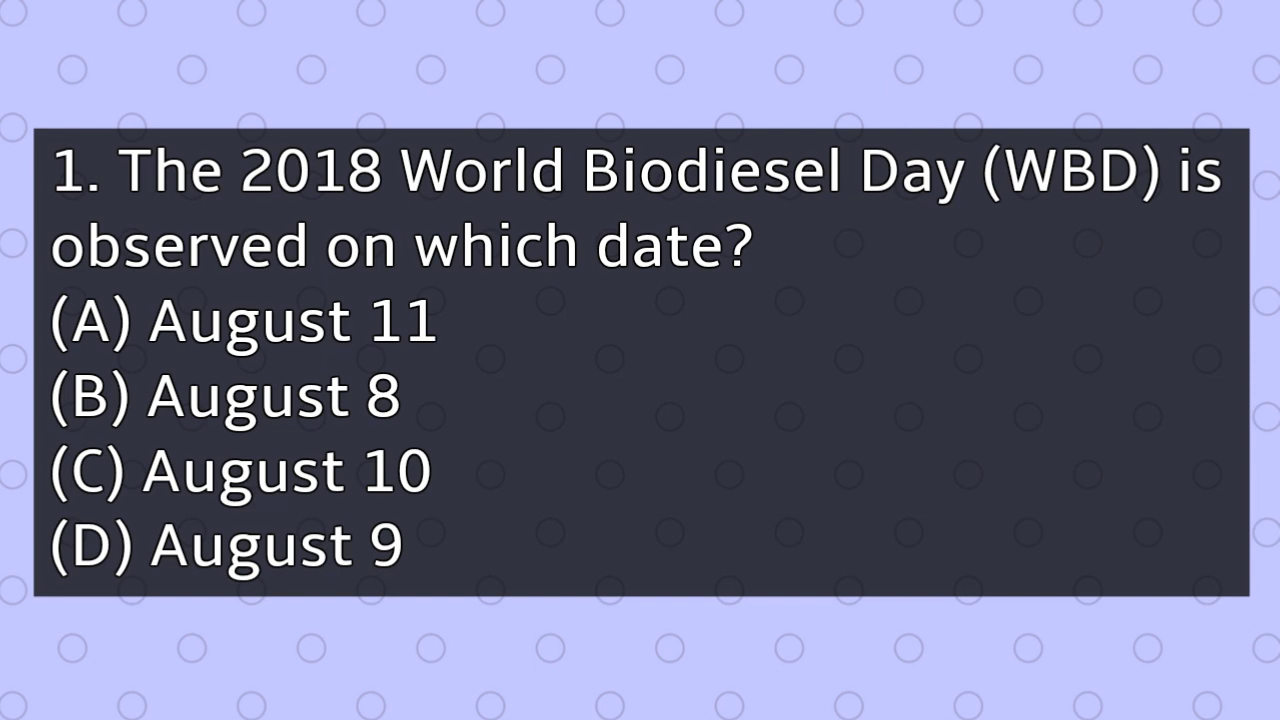 1. The 2018 World Biodiesel Day (WBD) is
observed on which date?
(A) August 11
(B) August 8
(C) August 10
(D) August 9